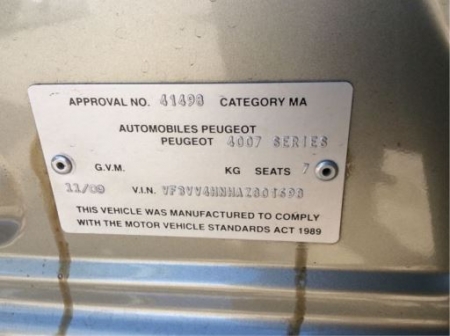 APPROVAL NO. 41498 CATEGORY MA
AUTOMOBILES PEUGEOT
PEUGEOT 4007 SERIES
G.V.M. KG SEATS 7
11/09 V.I.N.
THIS VEHICLE WAS MANUFACTURED TO COMPLY
WITH THE MOTOR VEHICLE STANDARDS ACT 1989